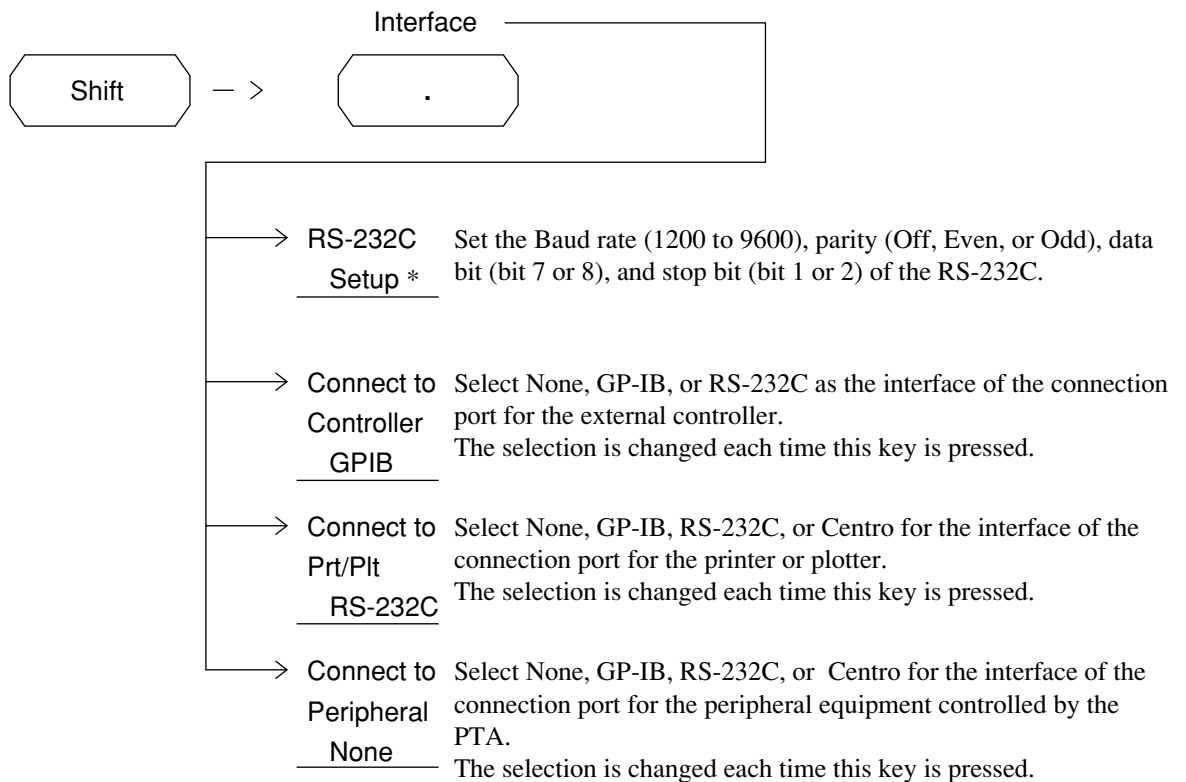 Interface
Shift — > .
RS-232C
Setup *
Set the Baud rate (1200 to 9600), parity (Off, Even, or Odd), data
bit (bit 7 or 8), and stop bit (bit 1 or 2) of the RS-232C.
Connect to
Controller
GPIB
Select None, GP-IB, or RS-232C as the interface of the connection
port for the external controller.
The selection is changed each time this key is pressed.
Connect to
Prt/Plt
RS-232C
Select None, GP-IB, RS-232C, or Centro for the interface of the
connection port for the printer or plotter.
The selection is changed each time this key is pressed.
Connect to
Peripheral
None
Select None, GP-IB, RS-232C, or Centro for the interface of the
connection port for the peripheral equipment controlled by the
PTA.
The selection is changed each time this key is pressed.